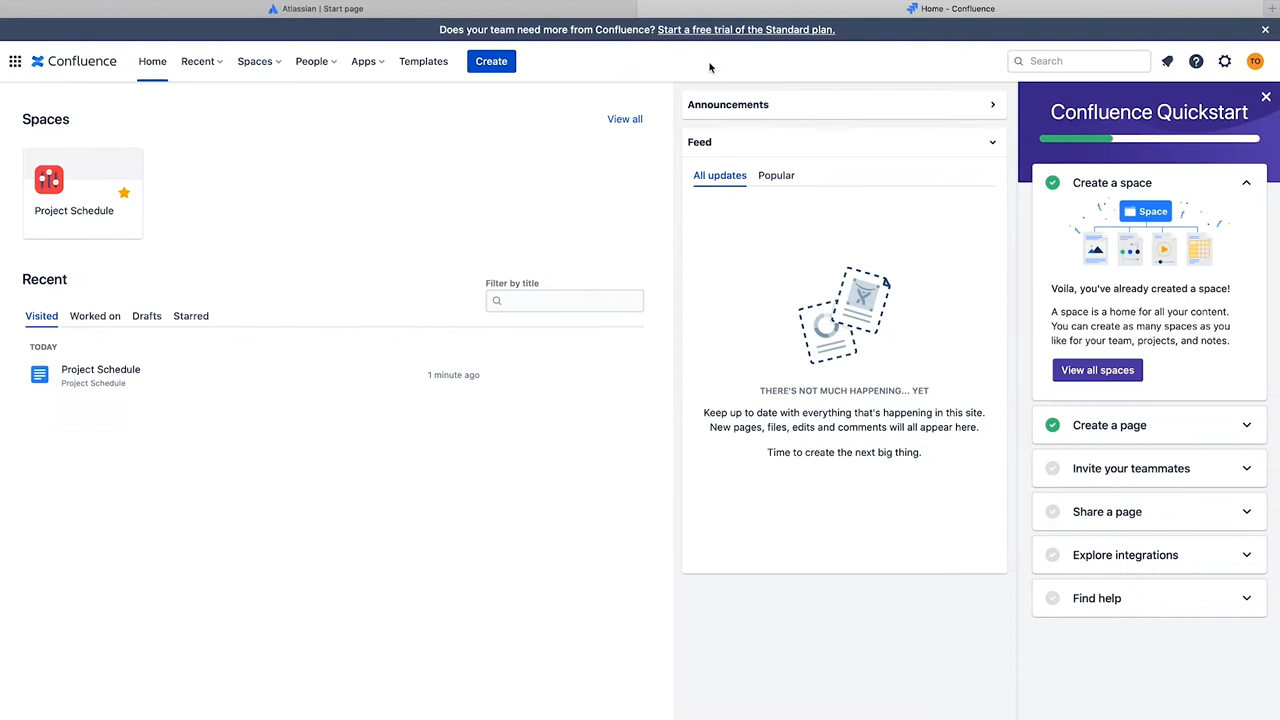 Atlassian | Start page
Home - Confluence
Does your team need more from Confluence? Start a free trial of the Standard plan.
Confluence
Home
Recent
Spaces
People
Apps
Templates
Create
Search
TO
Spaces
View all
Project Schedule
Recent
Filter by title
Visited
Worked on
Drafts
Starred
TODAY
Project Schedule
Project Schedule
1 minute ago
Announcements
Feed
All updates
Popular
THERE'S NOT MUCH HAPPENING... YET
Keep up to date with everything that's happening in this site.
New pages, files, edits and comments will all appear here.
Time to create the next big thing.
Confluence Quickstart
Create a space
Space
Voila, you've already created a space!
A space is a home for all your content.
You can create as many spaces as you
like for your team, projects, and notes.
View all spaces
Create a page
Invite your teammates
Share a page
Explore integrations
Find help